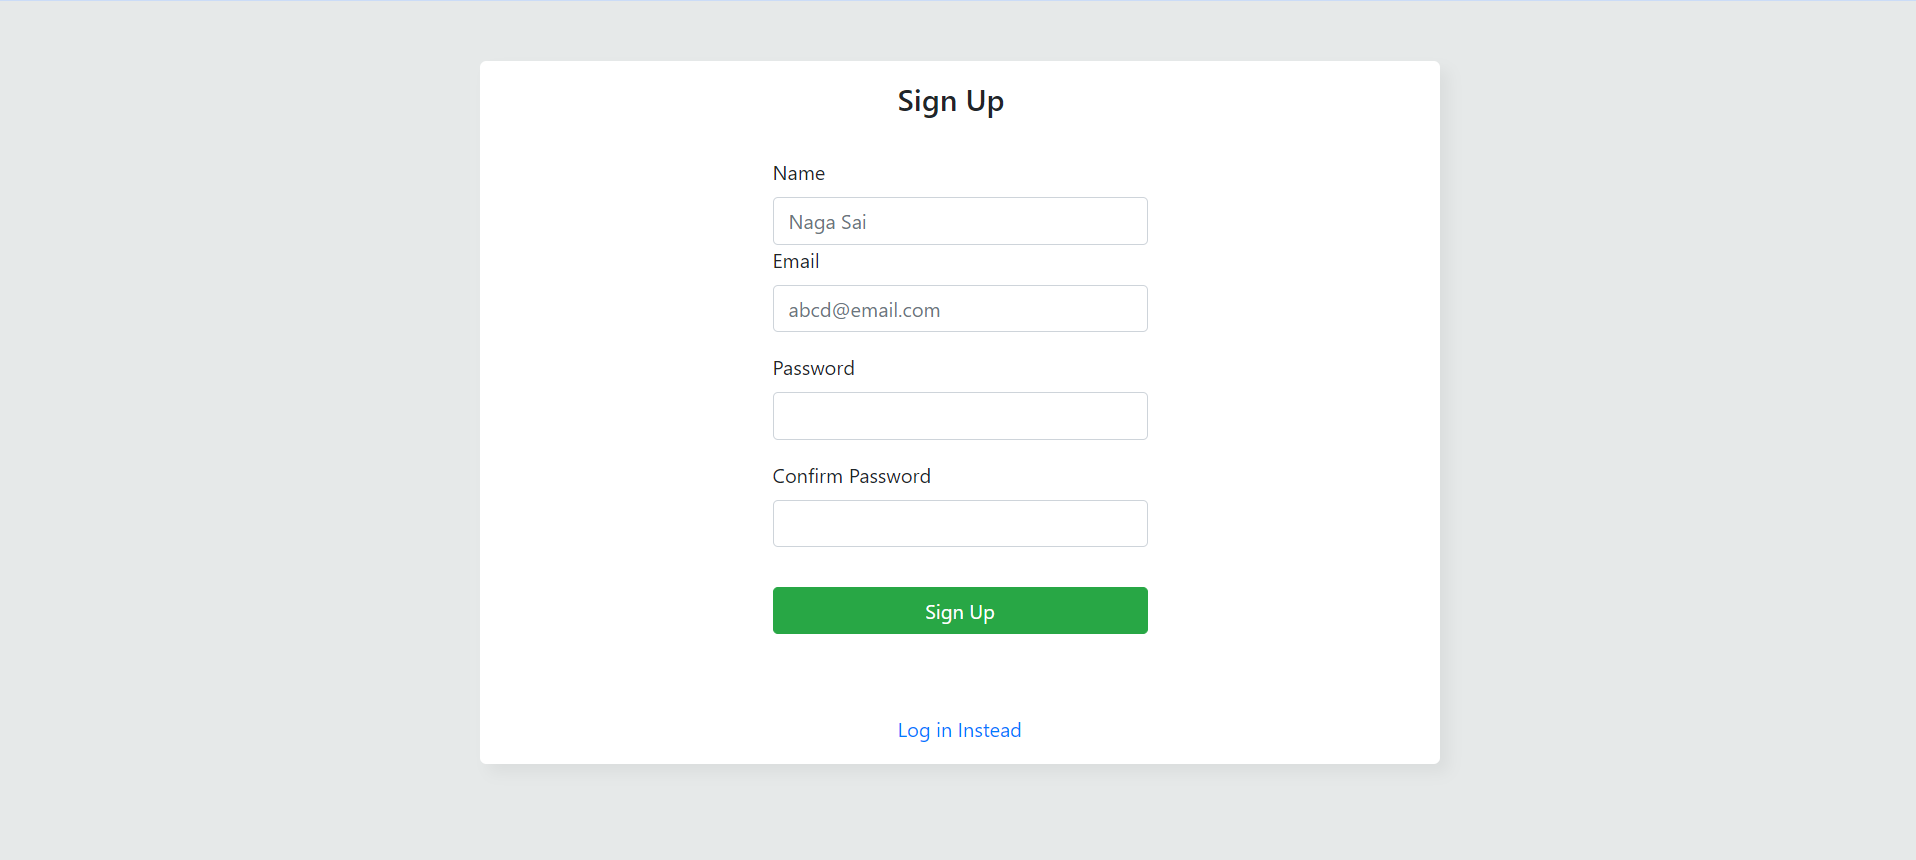 Sign Up
Name
Naga Sai
Email
abcd@email.com
Password
Confirm Password
Sign Up
Log in Instead